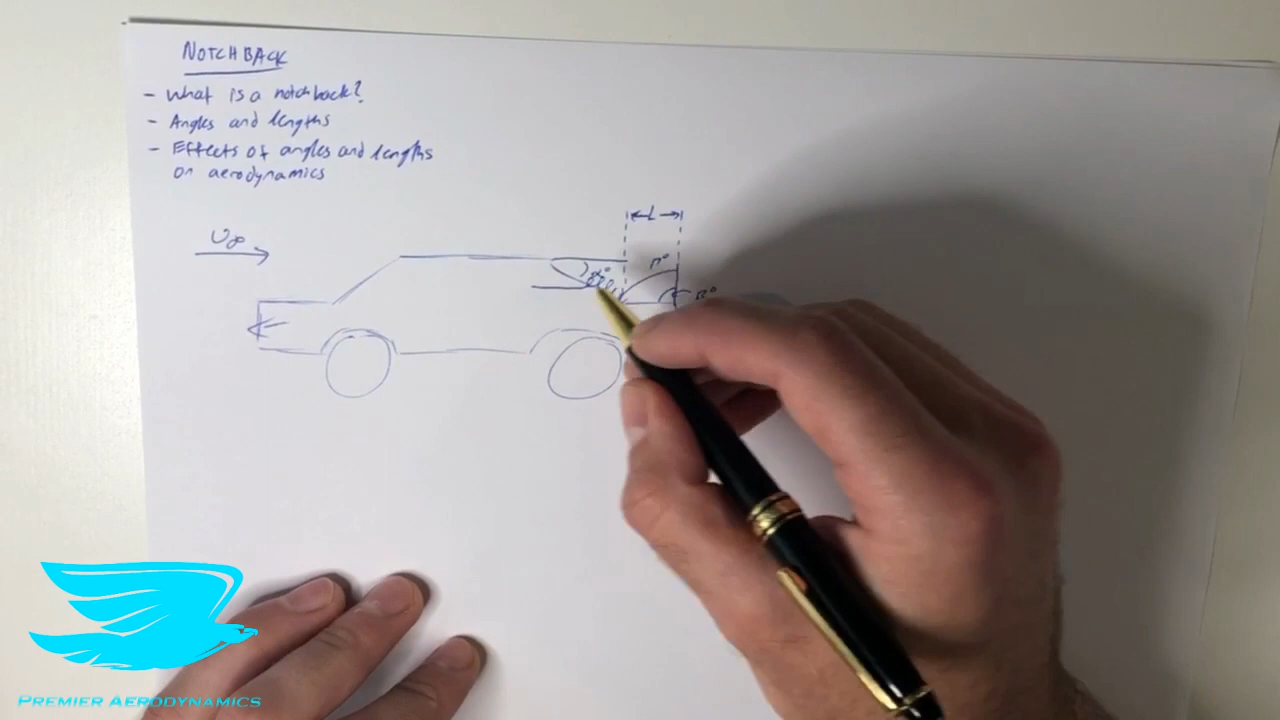 NOTCHBACK
- What is a notchback?
- Angles and lengths
- Effects of angles and lengths
on aerodynamics
U∞
L
PREMIER AERODYNAMICS